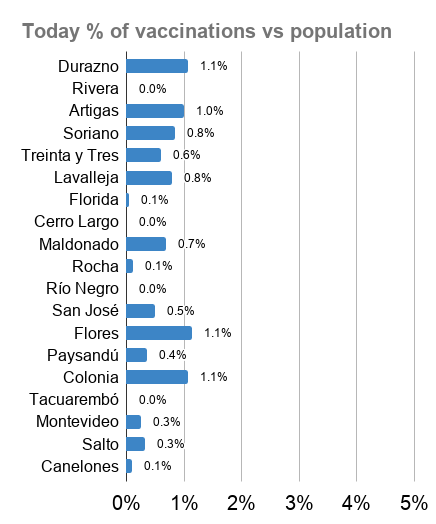 Today % of vaccinations vs population
Durazno 1.1%
Rivera 0.0%
Artigas 1.0%
Soriano 0.8%
Treinta y Tres 0.6%
Lavalleja 0.8%
Florida 0.1%
Cerro Largo 0.0%
Maldonado 0.7%
Rocha 0.1%
Río Negro 0.0%
San José 0.5%
Flores 1.1%
Paysandú 0.4%
Colonia 1.1%
Tacuarembó 0.0%
Montevideo 0.3%
Salto 0.3%
Canelones 0.1%
0% 1% 2% 3% 4% 5%